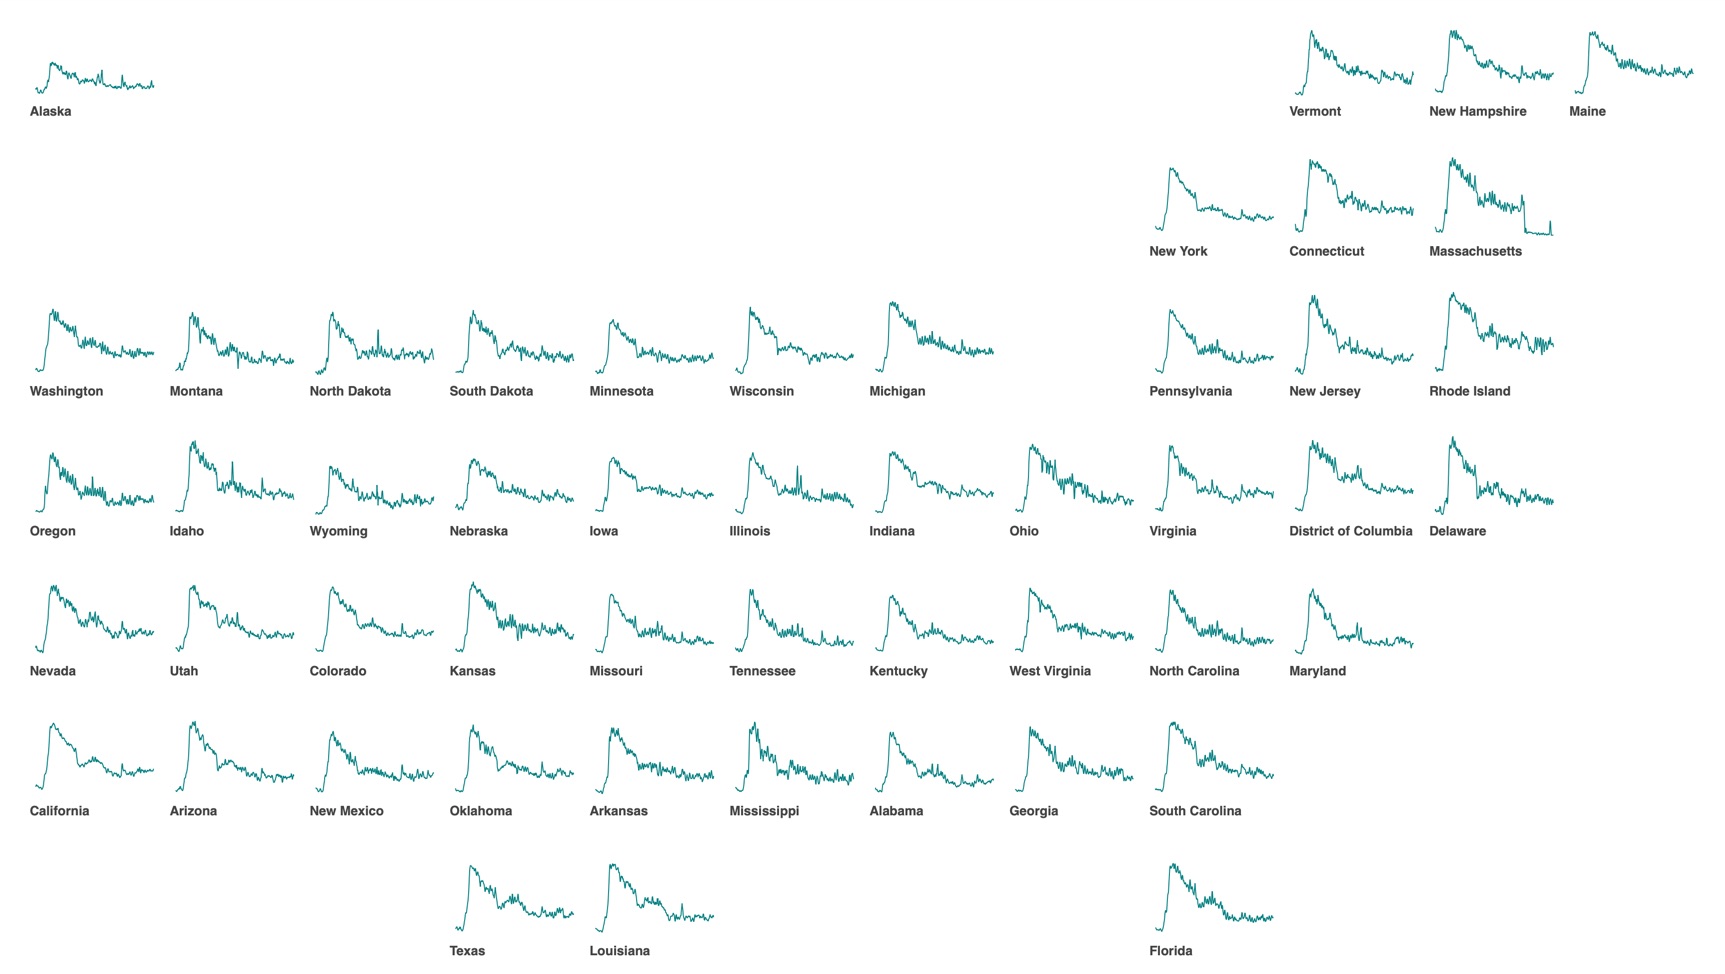 Alaska
Vermont
New Hampshire
Maine
New York
Connecticut
Massachusetts
Washington
Montana
North Dakota
South Dakota
Minnesota
Wisconsin
Michigan
Pennsylvania
New Jersey
Rhode Island
Oregon
Idaho
Wyoming
Nebraska
Iowa
Illinois
Indiana
Ohio
Virginia
District of Columbia
Delaware
Nevada
Utah
Colorado
Kansas
Missouri
Tennessee
Kentucky
West Virginia
North Carolina
Maryland
California
Arizona
New Mexico
Oklahoma
Arkansas
Mississippi
Alabama
Georgia
South Carolina
Texas
Louisiana
Florida